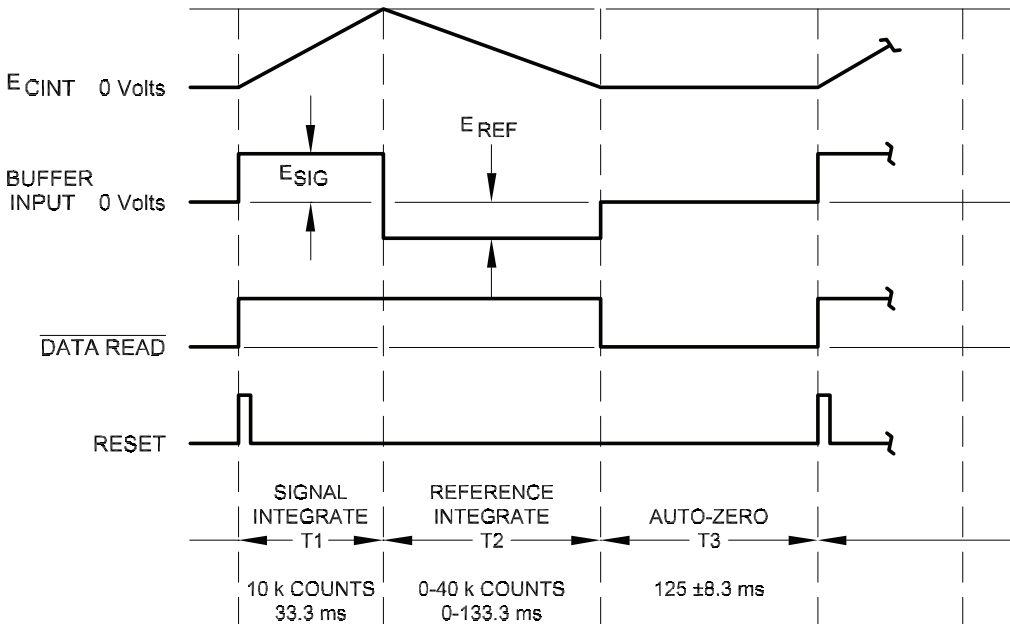 E CINT 0 Volts
E REF
E SIG
BUFFER
INPUT 0 Volts
DATA READ
RESET
SIGNAL
INTEGRATE
T1
REFERENCE
INTEGRATE
T2
AUTO-ZERO
T3
10 k COUNTS
33.3 ms
0-40 k COUNTS
0-133.3 ms
125 ±8.3 ms